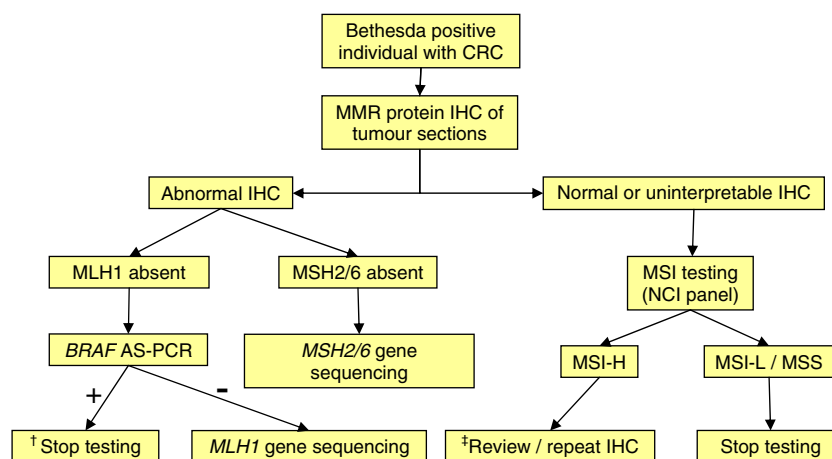 Bethesda positive
individual with CRC
MMR protein IHC of
tumour sections
Abnormal IHC
Normal or uninterpretable IHC
MLH1 absent
MSH2/6 absent
MSI testing
(NCI panel)
BRAF AS-PCR
MSH2/6 gene
sequencing
MSI-H
MSI-L / MSS
+
-
† Stop testing
MLH1 gene sequencing
‡Review / repeat IHC
Stop testing